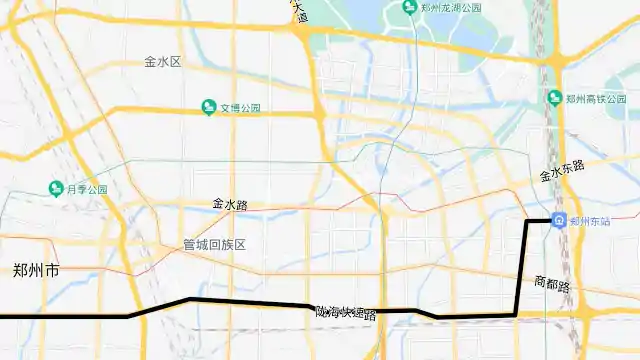 大道
郑州龙湖公园
金水区
文博公园
郑州高铁公园
金水东路
月季公园
金水路
郑州东站
管城回族区
郑州市
商都路
陇海快速路